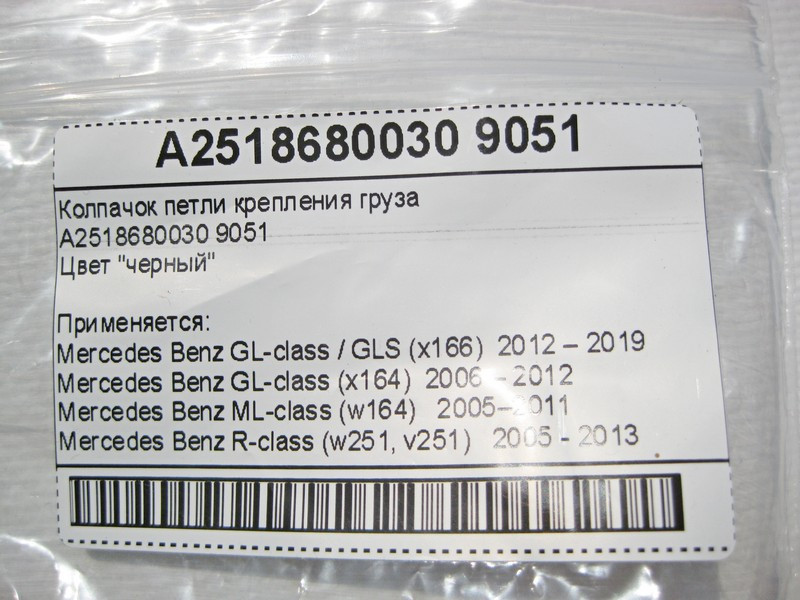 A2518680030 9051
Колпачок петли крепления груза
A2518680030 9051
Цвет "черный"
Применяется:
Mercedes Benz GL-class / GLS (x166) 2012 – 2019
Mercedes Benz GL-class (x164) 2006 - 2012
Mercedes Benz ML-class (w164) 2005–2011
Mercedes Benz R-class (w251, v251) 2005 - 2013